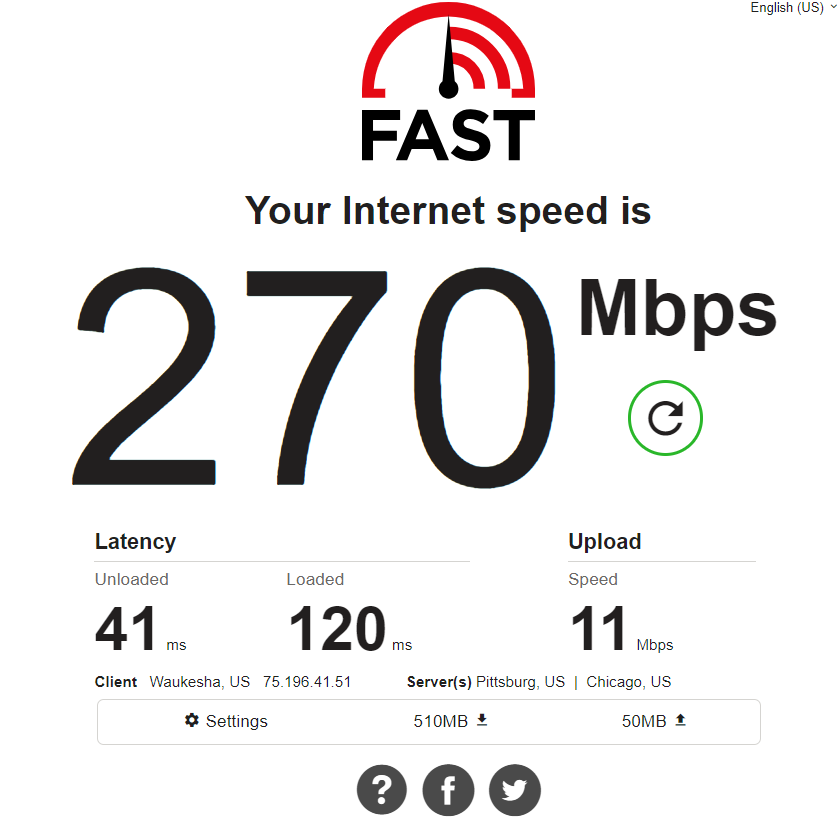 English (US)
FAST
Your Internet speed is
270 Mbps
Latency
Upload
Unloaded Loaded Speed
41 ms 120 ms 11 Mbps
Client Waukesha, US 75.196.41.51 Server(s) Pittsburg, US | Chicago, US
Settings 510MB 50MB
? f